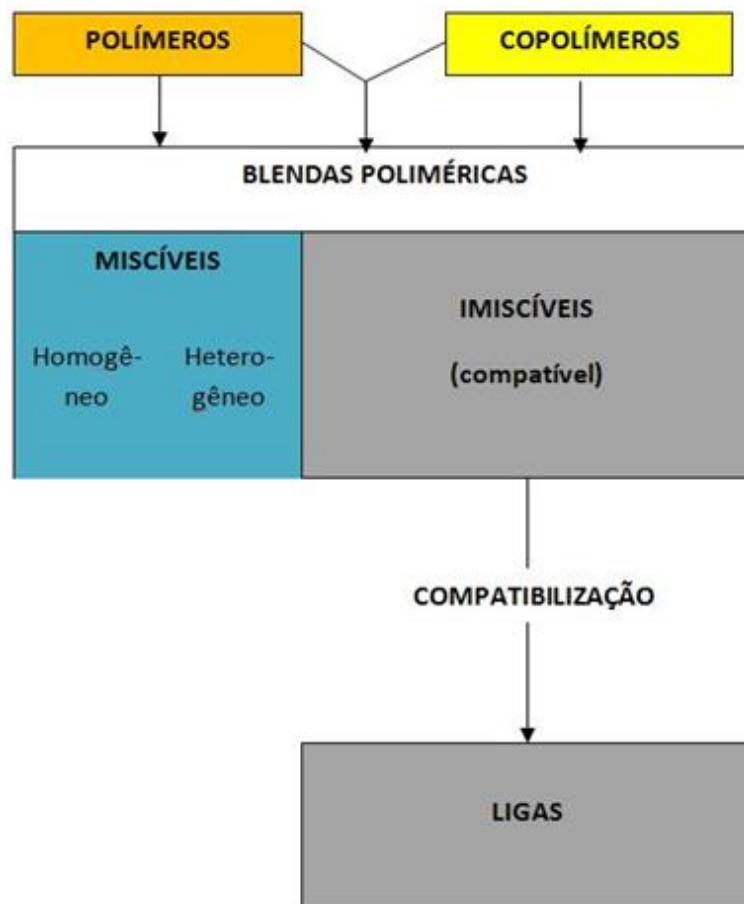 POLÍMEROS
COPOLÍMEROS
BLENDAS POLIMÉRICAS
MISCÍVEIS
Homogê-
neo
Hetero-
gêneo
IMISCÍVEIS
(compatível)
COMPATIBILIZAÇÃO
LIGAS